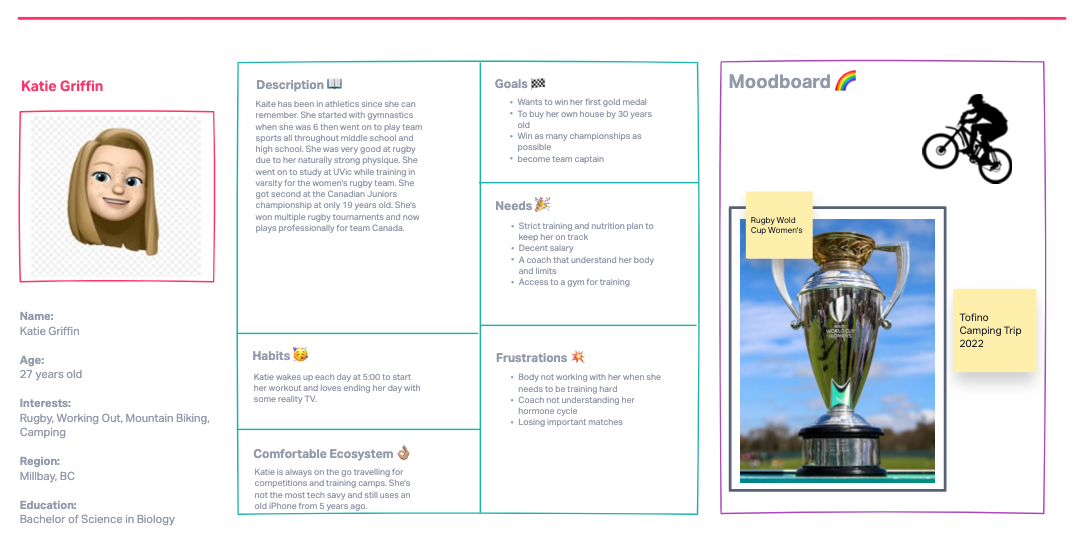 Katie Griffin
Name:
Katie Griffin
Age:
27 years old
Interests:
Rugby, Working Out, Mountain Biking,
Camping
Region:
Millbay, BC
Education:
Bachelor of Science in Biology
Description 📖
Kaite has been in athletics since she can
remember. She started with gymnastics
when she was 6 then went on to play team
sports all throughout middle school and
high school. She was very good at rugby
due to her naturally strong physique. She
went on to study at UVic while training in
varsity for the women's rugby team. She
got second at the Canadian Juniors
championship at only 19 years old. She's
won multiple rugby tournaments and now
plays professionally for team Canada.
Habits 🥳
Katie wakes up each day at 5:00 to start
her workout and loves ending her day with
some reality TV.
Comfortable Ecosystem 👌🏽
Katie is always on the go travelling for
competitions and training camps. She's
not the most tech savy and still uses an
old iPhone from 5 years ago.
Goals 🏁
• Wants to win her first gold medal
• To buy her own house by 30 years
old
• Win as many championships as
possible
• become team captain
Needs 🎉
• Strict training and nutrition plan to
keep her on track
• Decent salary
• A coach that understand her body
and limits
• Access to a gym for training
Frustrations 💥
• Body not working with her when she
needs to be training hard
• Coach not understanding her
hormone cycle
• Losing important matches
Moodboard 🌈
Rugby Wold
Cup Women's
RUGBY
WORLD CUP
WOMEN'S
Tofino
Camping Trip
2022